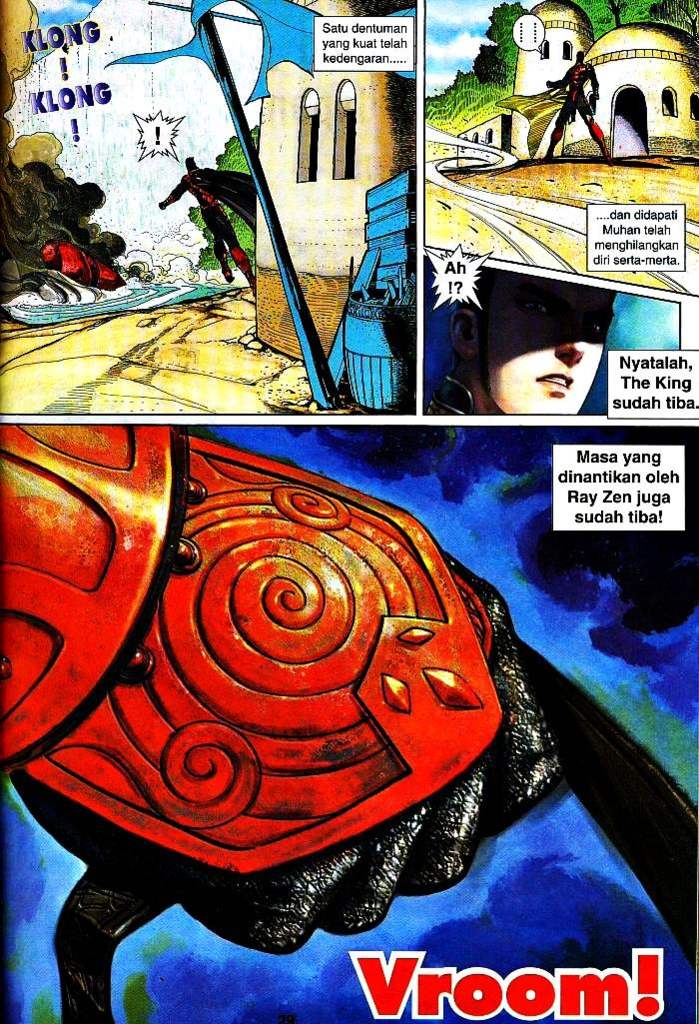 KLONG
!
KLONG
!
Satu dentuman
yang kuat telah
kedengaran.....
!
....dan didapati
Muhan telah
menghilangkan
diri serta-merta.
Ah
!?
Nyatalah,
The King
sudah tiba.
Masa yang
dinantikan oleh
Ray Zen juga
sudah tiba!
Vroom!
29